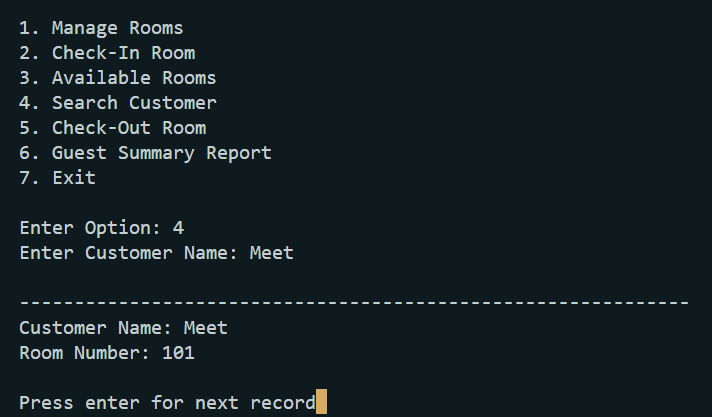 1. Manage Rooms
2. Check-In Room
3. Available Rooms
4. Search Customer
5. Check-Out Room
6. Guest Summary Report
7. Exit
Enter Option: 4
Enter Customer Name: Meet
-------------------------------------------------------------
Customer Name: Meet
Room Number: 101
Press enter for next record